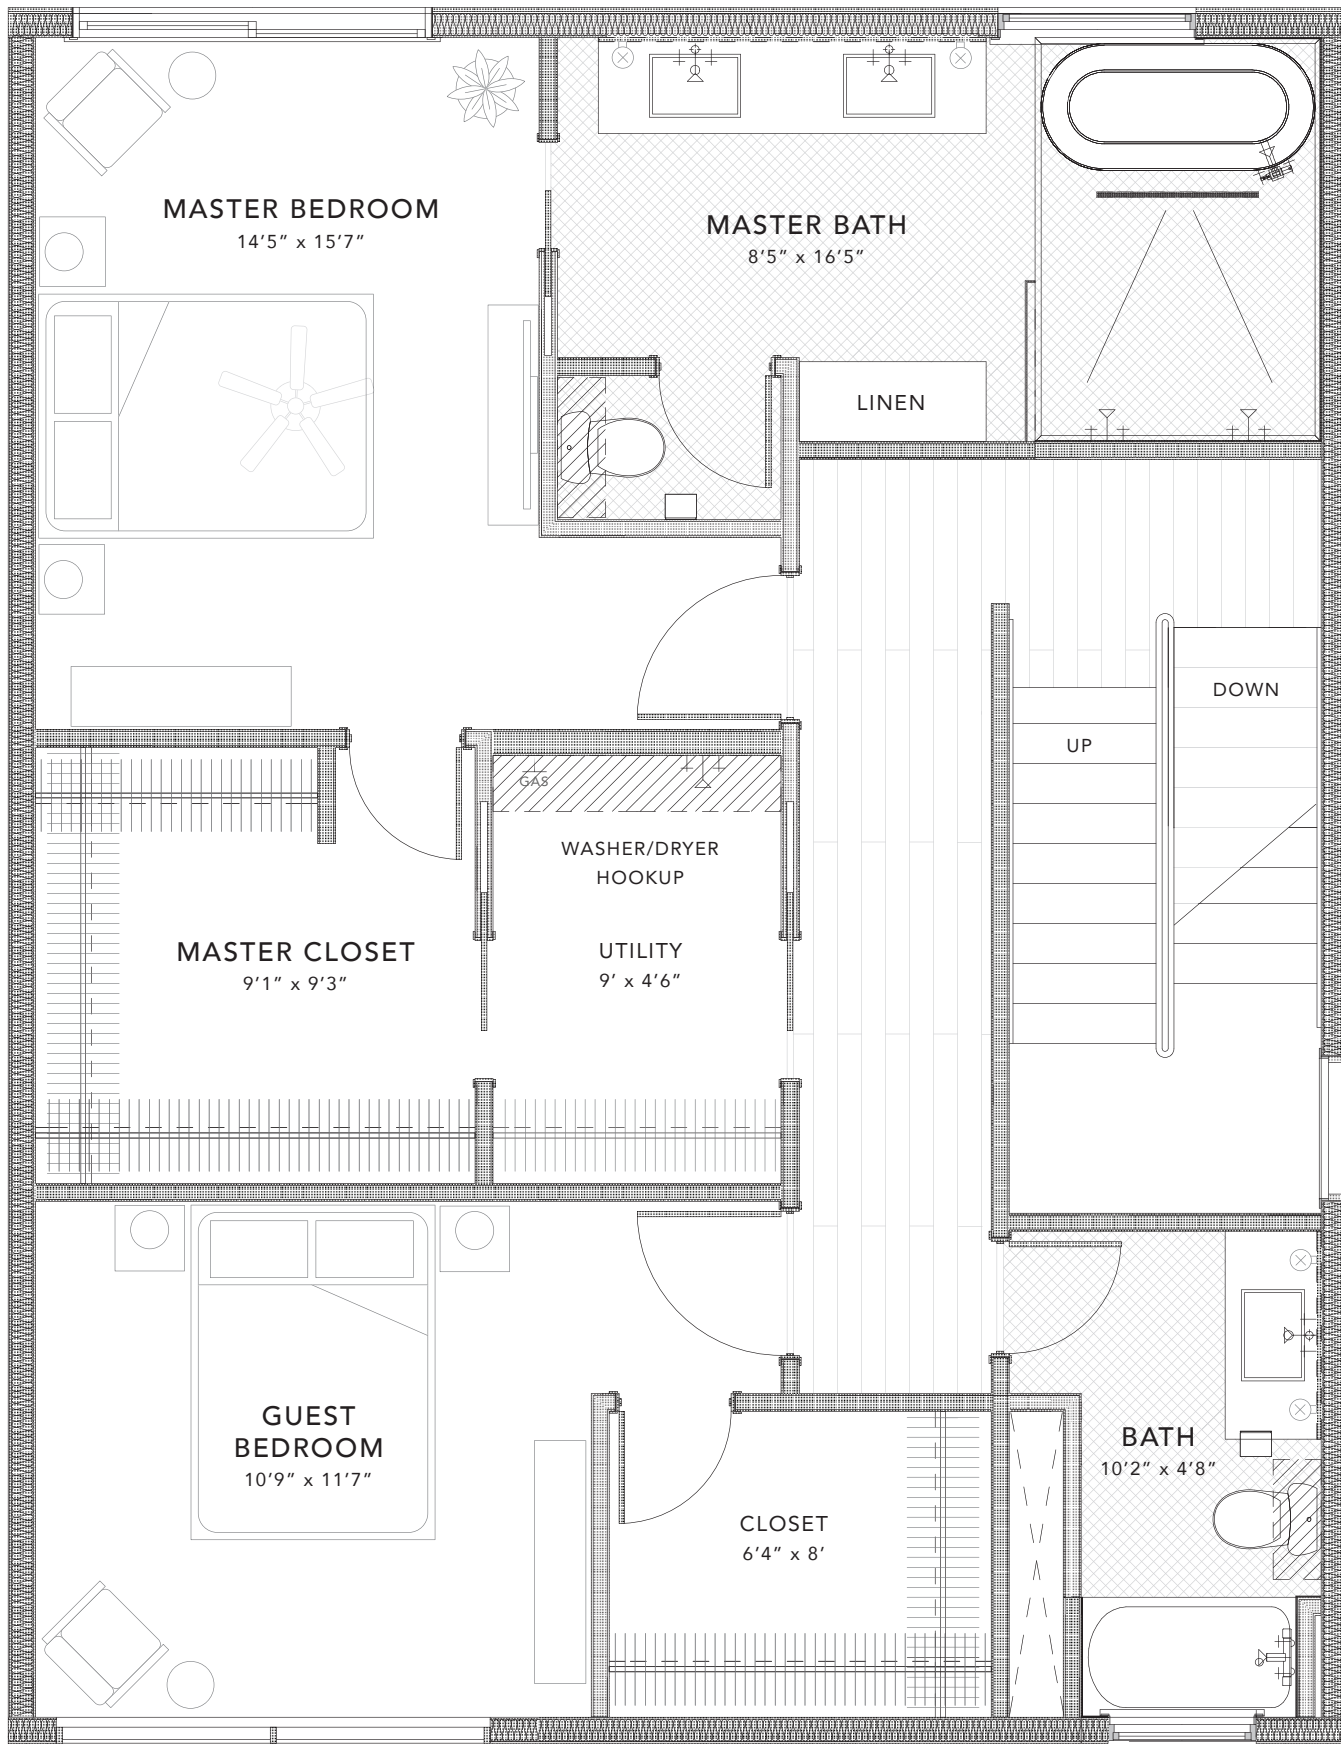 MASTER BEDROOM
14'5" x 15'7"
MASTER BATH
8'5" x 16'5"
LINEN
DOWN
UP
GAS
WASHER/DRYER
HOOKUP
MASTER CLOSET
9'1" x 9'3"
UTILITY
9' x 4'6"
GUEST
BEDROOM
10'9" x 11'7"
BATH
10'2" x 4'8"
CLOSET
6'4" x 8'